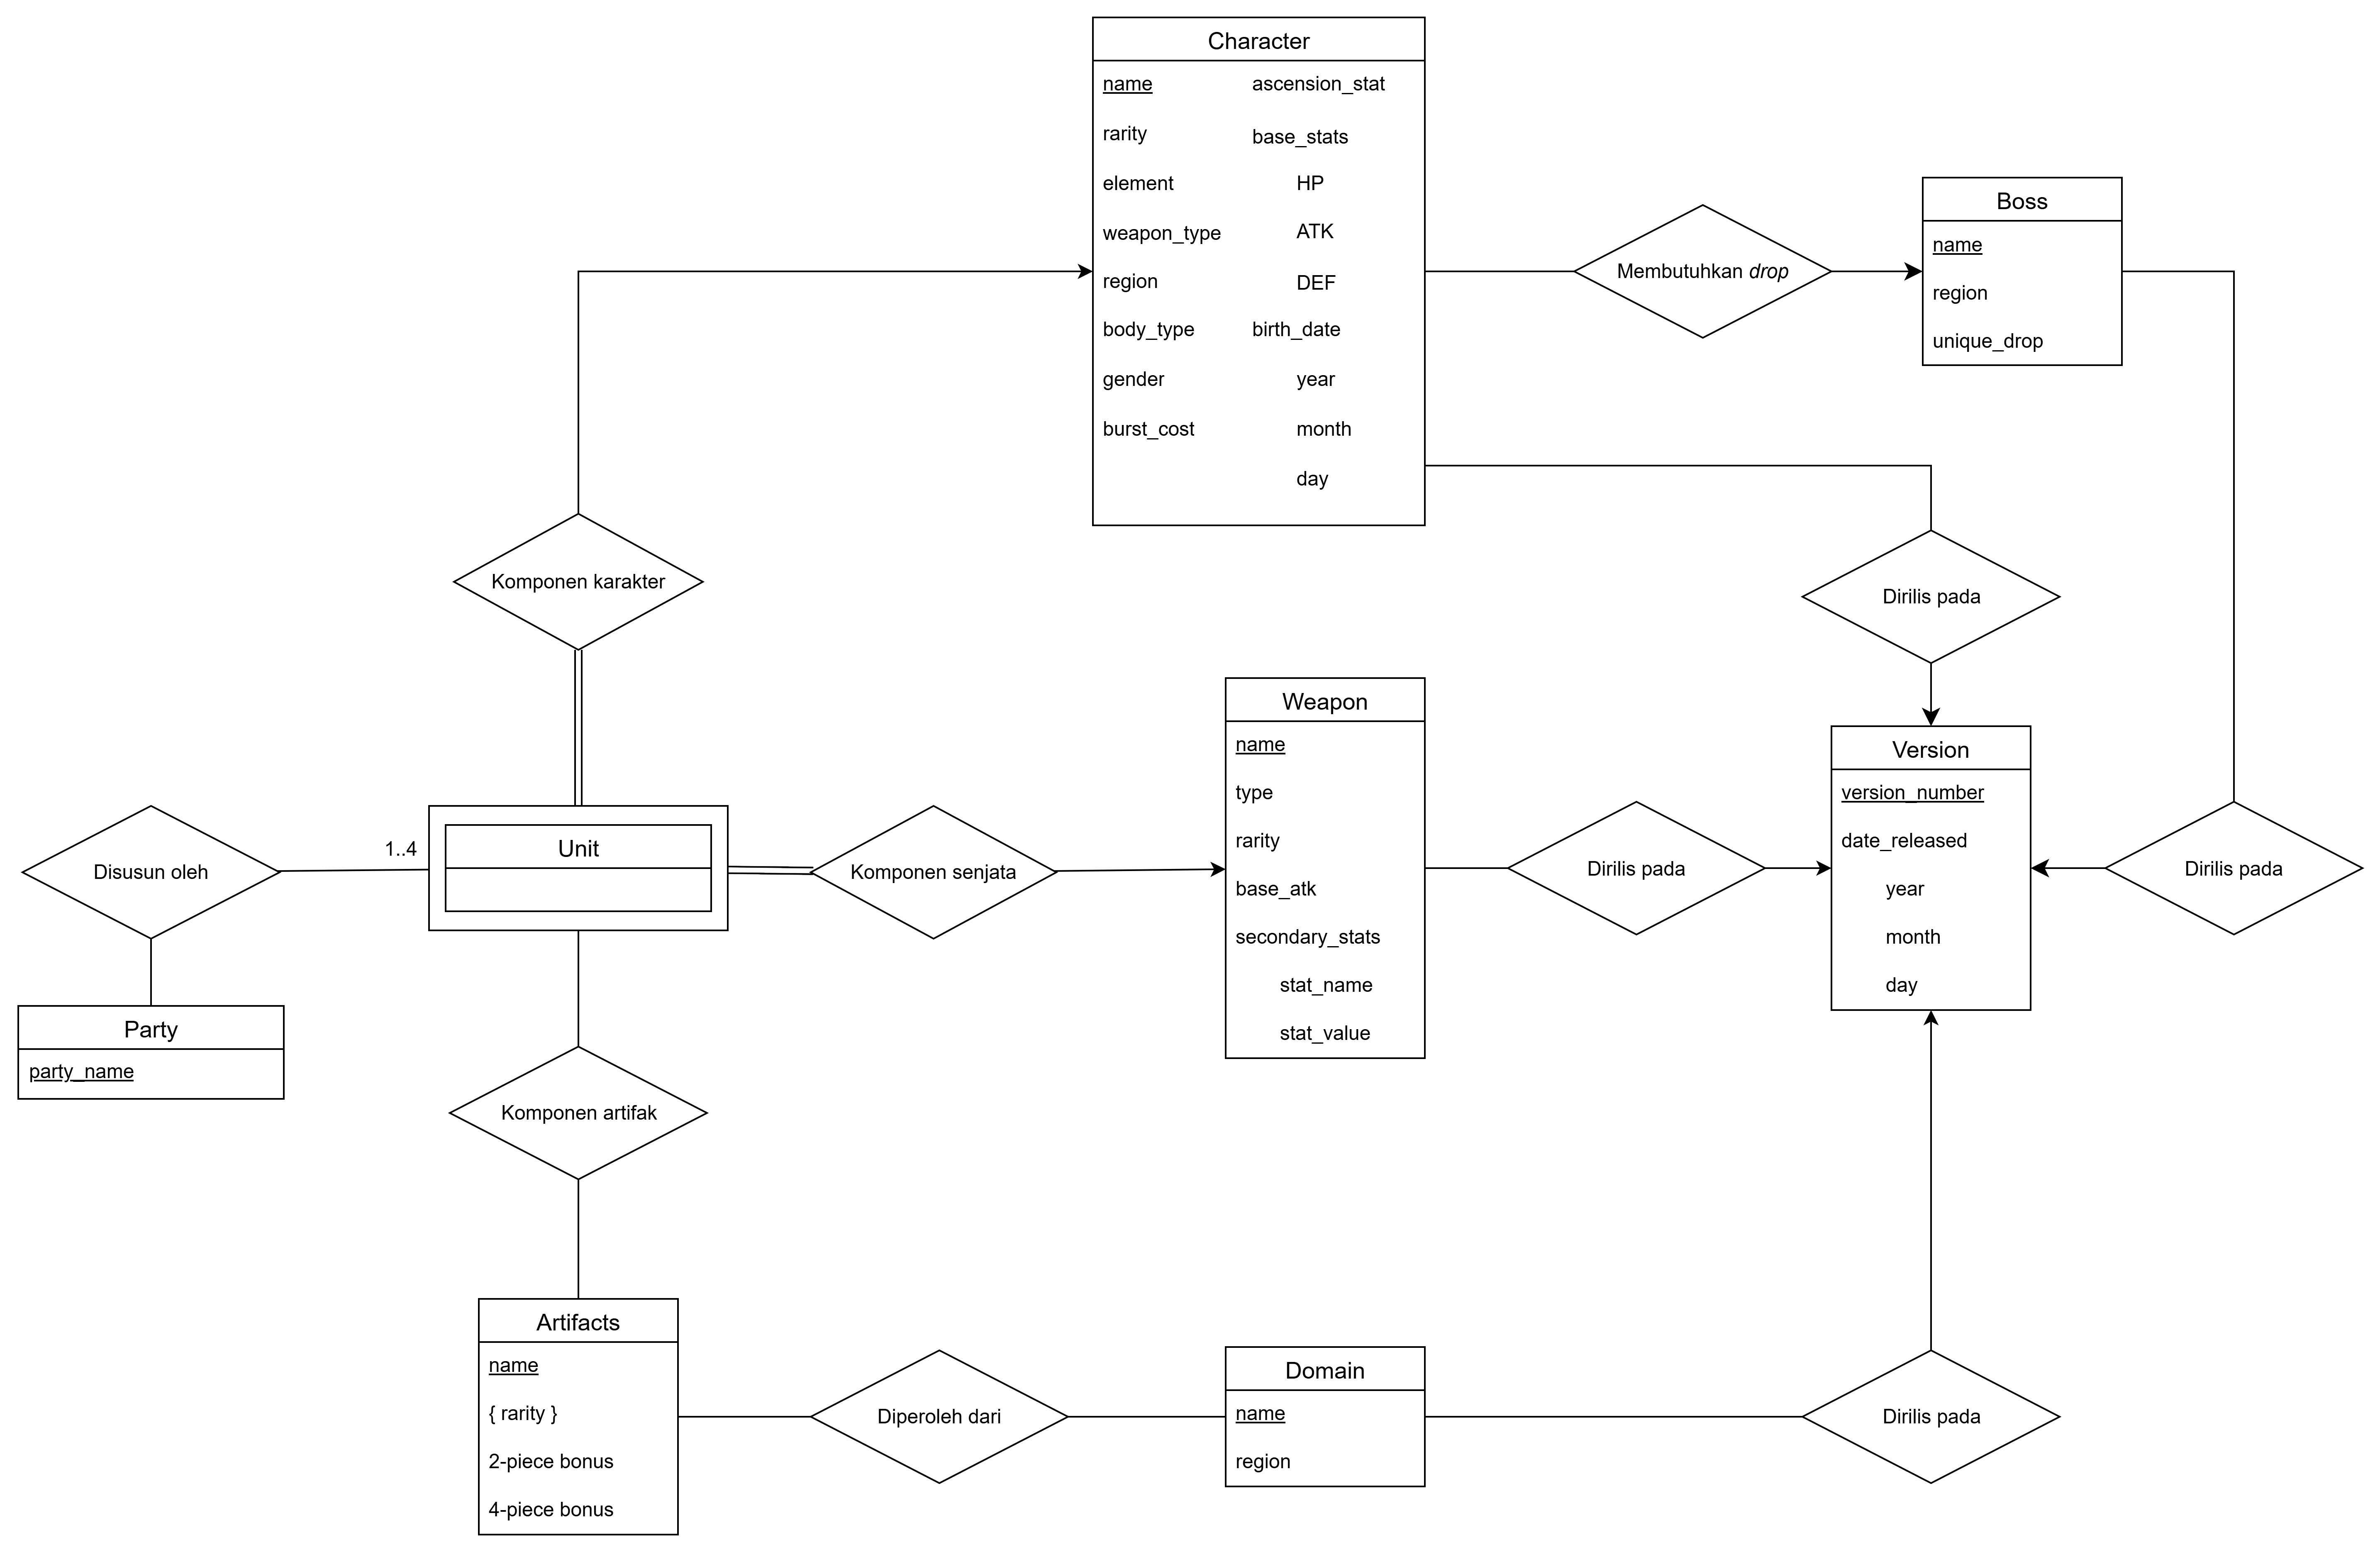 Character
name
rarity
element
weapon_type
region
body_type
gender
burst_cost
ascension_stat
base_stats
HP
ATK
DEF
birth_date
year
month
day
Membutuhkan drop
Boss
name
region
unique_drop
Komponen karakter
Dirilis pada
Disusun oleh
1..4
Unit
Komponen senjata
Weapon
name
type
rarity
base_atk
secondary_stats
stat_name
stat_value
Dirilis pada
Version
version_number
date_released
year
month
day
Dirilis pada
Party
party_name
Komponen artifak
Artifacts
name
{ rarity }
2-piece bonus
4-piece bonus
Diperoleh dari
Domain
name
region
Dirilis pada